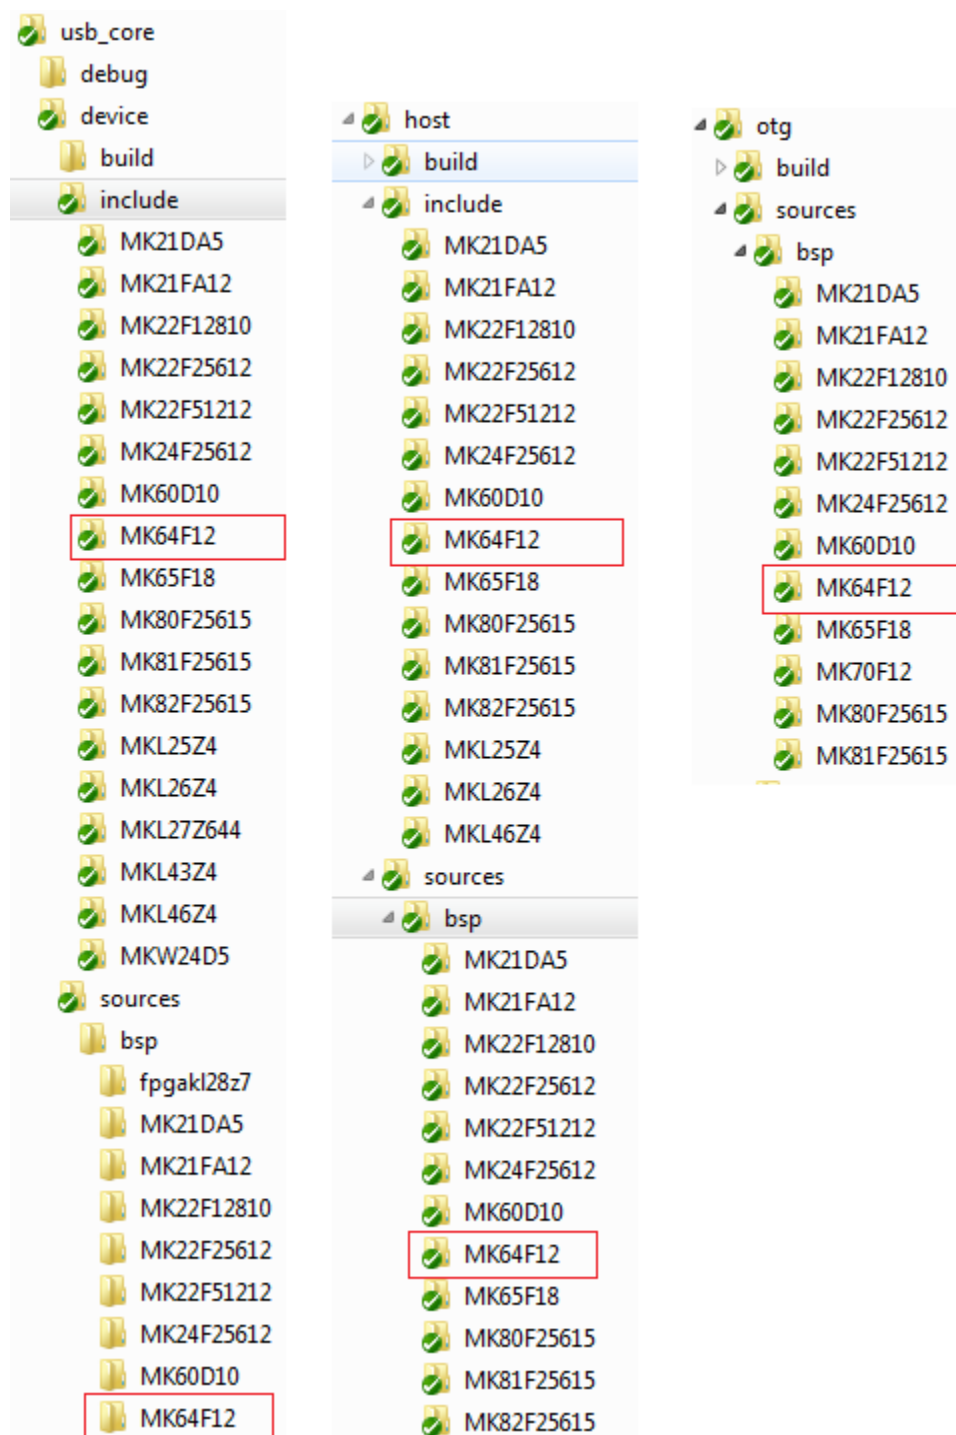 usb_core
debug
device
build
include
MK21DA5
MK21FA12
MK22F12810
MK22F25612
MK22F51212
MK24F25612
MK60D10
MK64F12
MK65F18
MK80F25615
MK81F25615
MK82F25615
MKL25Z4
MKL26Z4
MKL27Z644
MKL43Z4
MKL46Z4
MKW24D5
sources
bsp
fpgakl28z7
MK21DA5
MK21FA12
MK22F12810
MK22F25612
MK22F51212
MK24F25612
MK60D10
MK64F12
host
build
include
MK21DA5
MK21FA12
MK22F12810
MK22F25612
MK22F51212
MK24F25612
MK60D10
MK64F12
MK65F18
MK80F25615
MK81F25615
MK82F25615
MKL25Z4
MKL26Z4
MKL46Z4
sources
bsp
MK21DA5
MK21FA12
MK22F12810
MK22F25612
MK22F51212
MK24F25612
MK60D10
MK64F12
MK65F18
MK80F25615
MK81F25615
MK82F25615
otg
build
sources
bsp
MK21DA5
MK21FA12
MK22F12810
MK22F25612
MK22F51212
MK24F25612
MK60D10
MK64F12
MK65F18
MK70F12
MK80F25615
MK81F25615